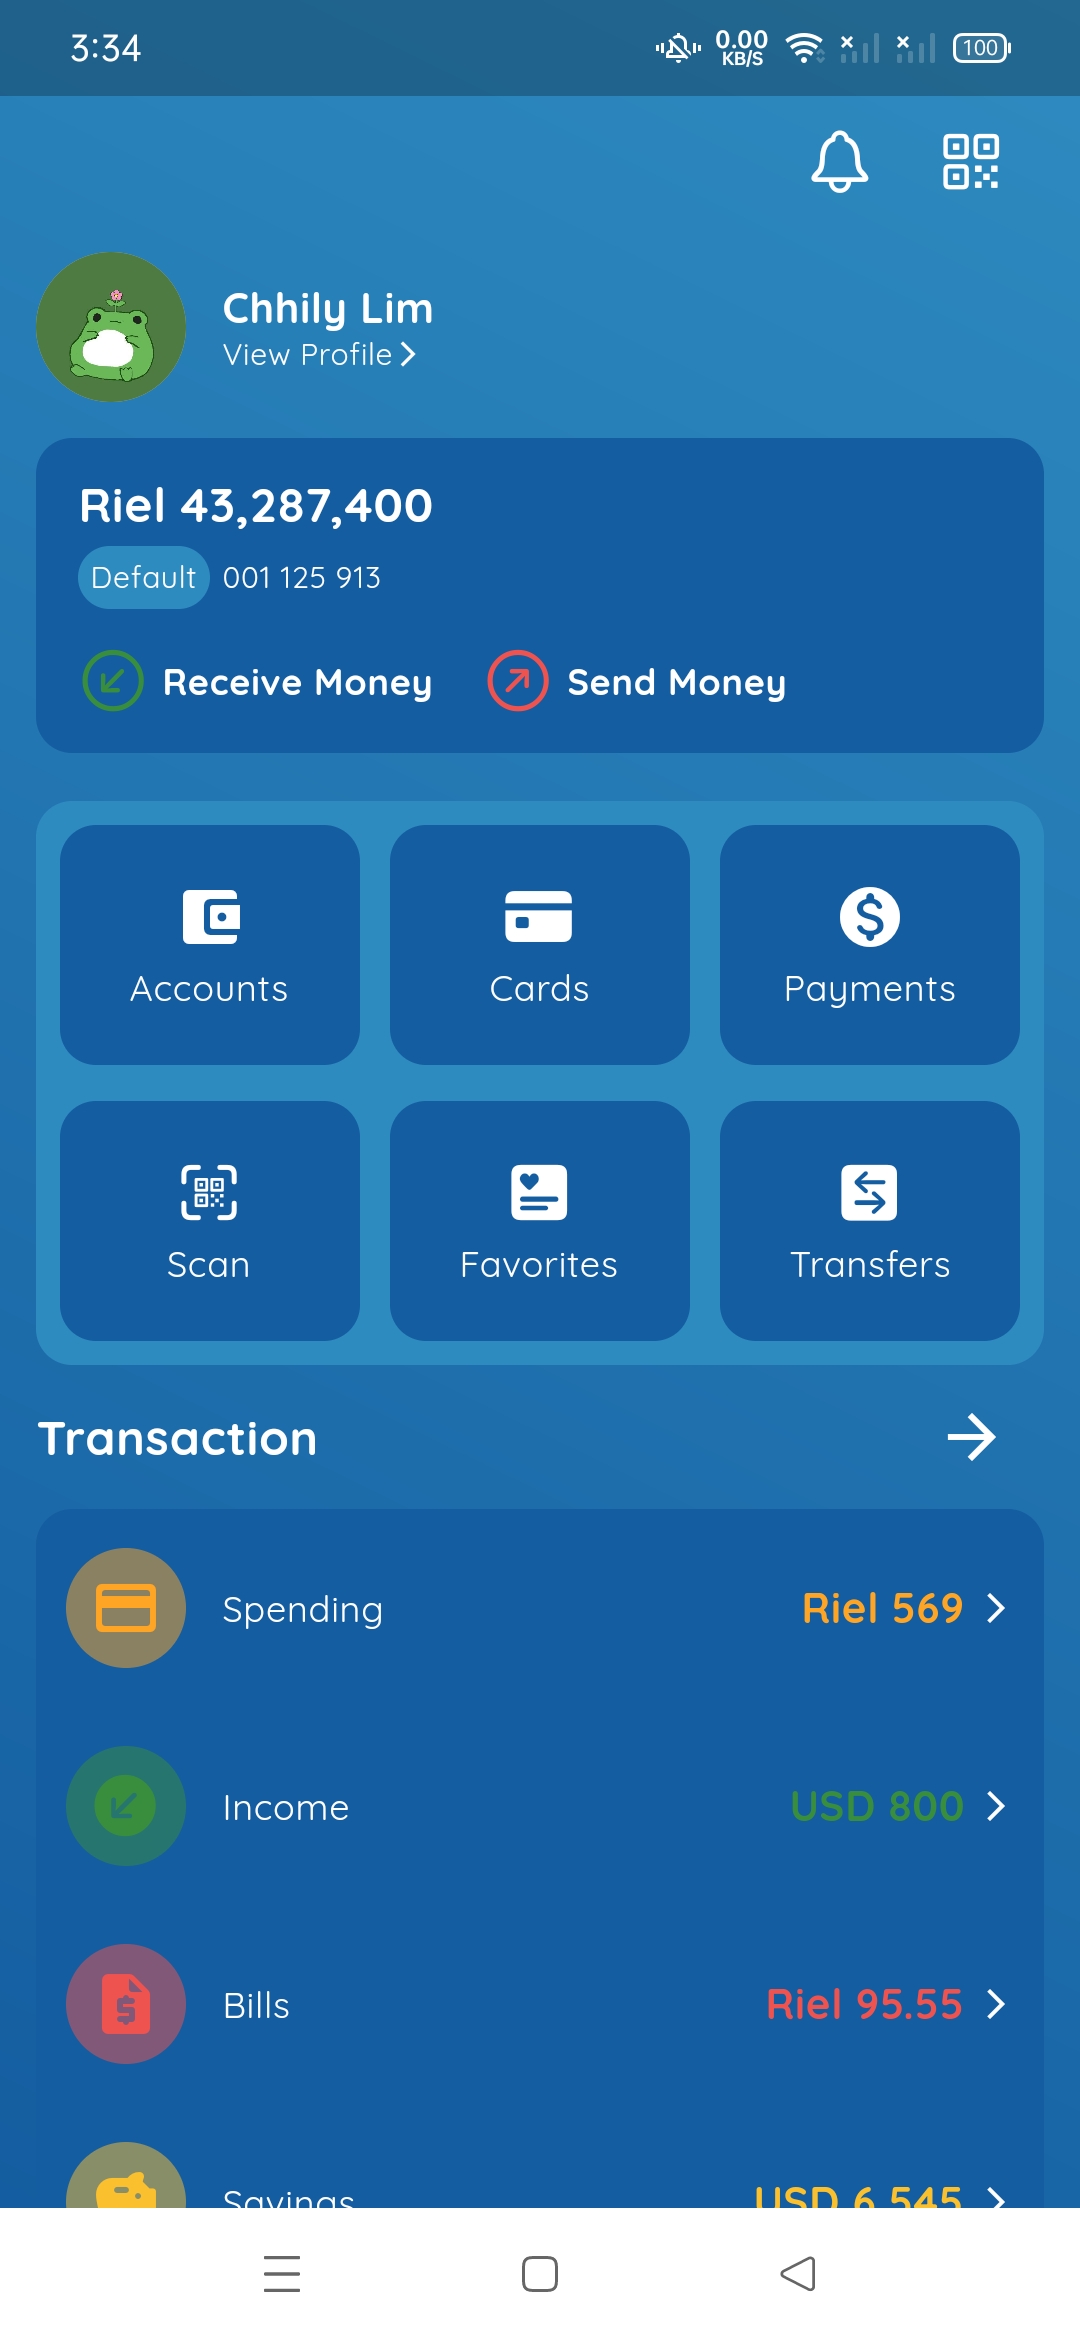 3:34
0.00
KB/S
100
Chhily Lim
View Profile
Riel 43,287,400
Default 001 125 913
Receive Money Send Money
Accounts Cards Payments
Scan Favorites Transfers
Transaction
Spending Riel 569
Income USD 800
Bills Riel 95.55
Savings USD 6,545